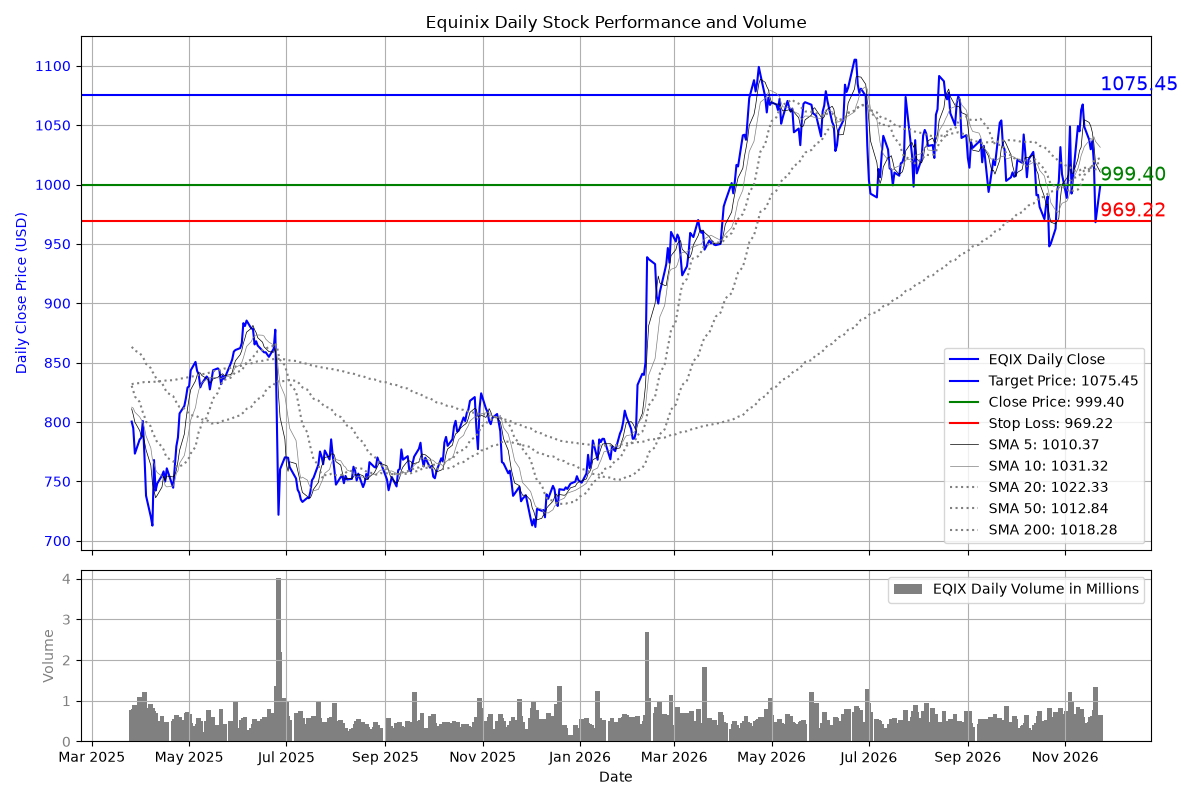 Equinix Daily Stock Performance and Volume
Daily Close Price (USD)
1100
1050
1000
950
900
850
800
750
700
1075.45
999.40
969.22
EQIX Daily Close
Target Price: 1075.45
Close Price: 999.40
Stop Loss: 969.22
SMA 5: 1010.37
SMA 10: 1031.32
SMA 20: 1022.33
SMA 50: 1012.84
SMA 200: 1018.28
Volume
4
3
2
1
0
EQIX Daily Volume in Millions
Mar 2025 May 2025 Jul 2025 Sep 2025 Nov 2025 Jan 2026 Mar 2026 May 2026 Jul 2026 Sep 2026 Nov 2026
Date